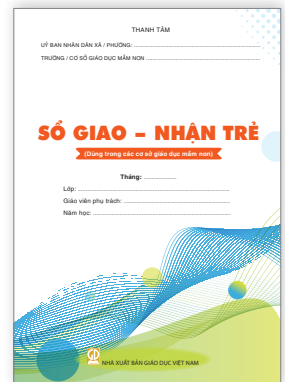 THANH TÂM
UỶ BAN NHÂN DÂN XÃ / PHƯỜNG: ........................................................
TRƯỜNG / CƠ SỞ GIÁO DỤC MẦM NON ........................................................
SỔ GIAO – NHẬN TRẺ
(Dùng trong các cơ sở giáo dục mầm non)
Tháng: ................
Lớp: ........................................................
Giáo viên phụ trách: ........................................
Năm học: ........................................................
NHÀ XUẤT BẢN GIÁO DỤC VIỆT NAM